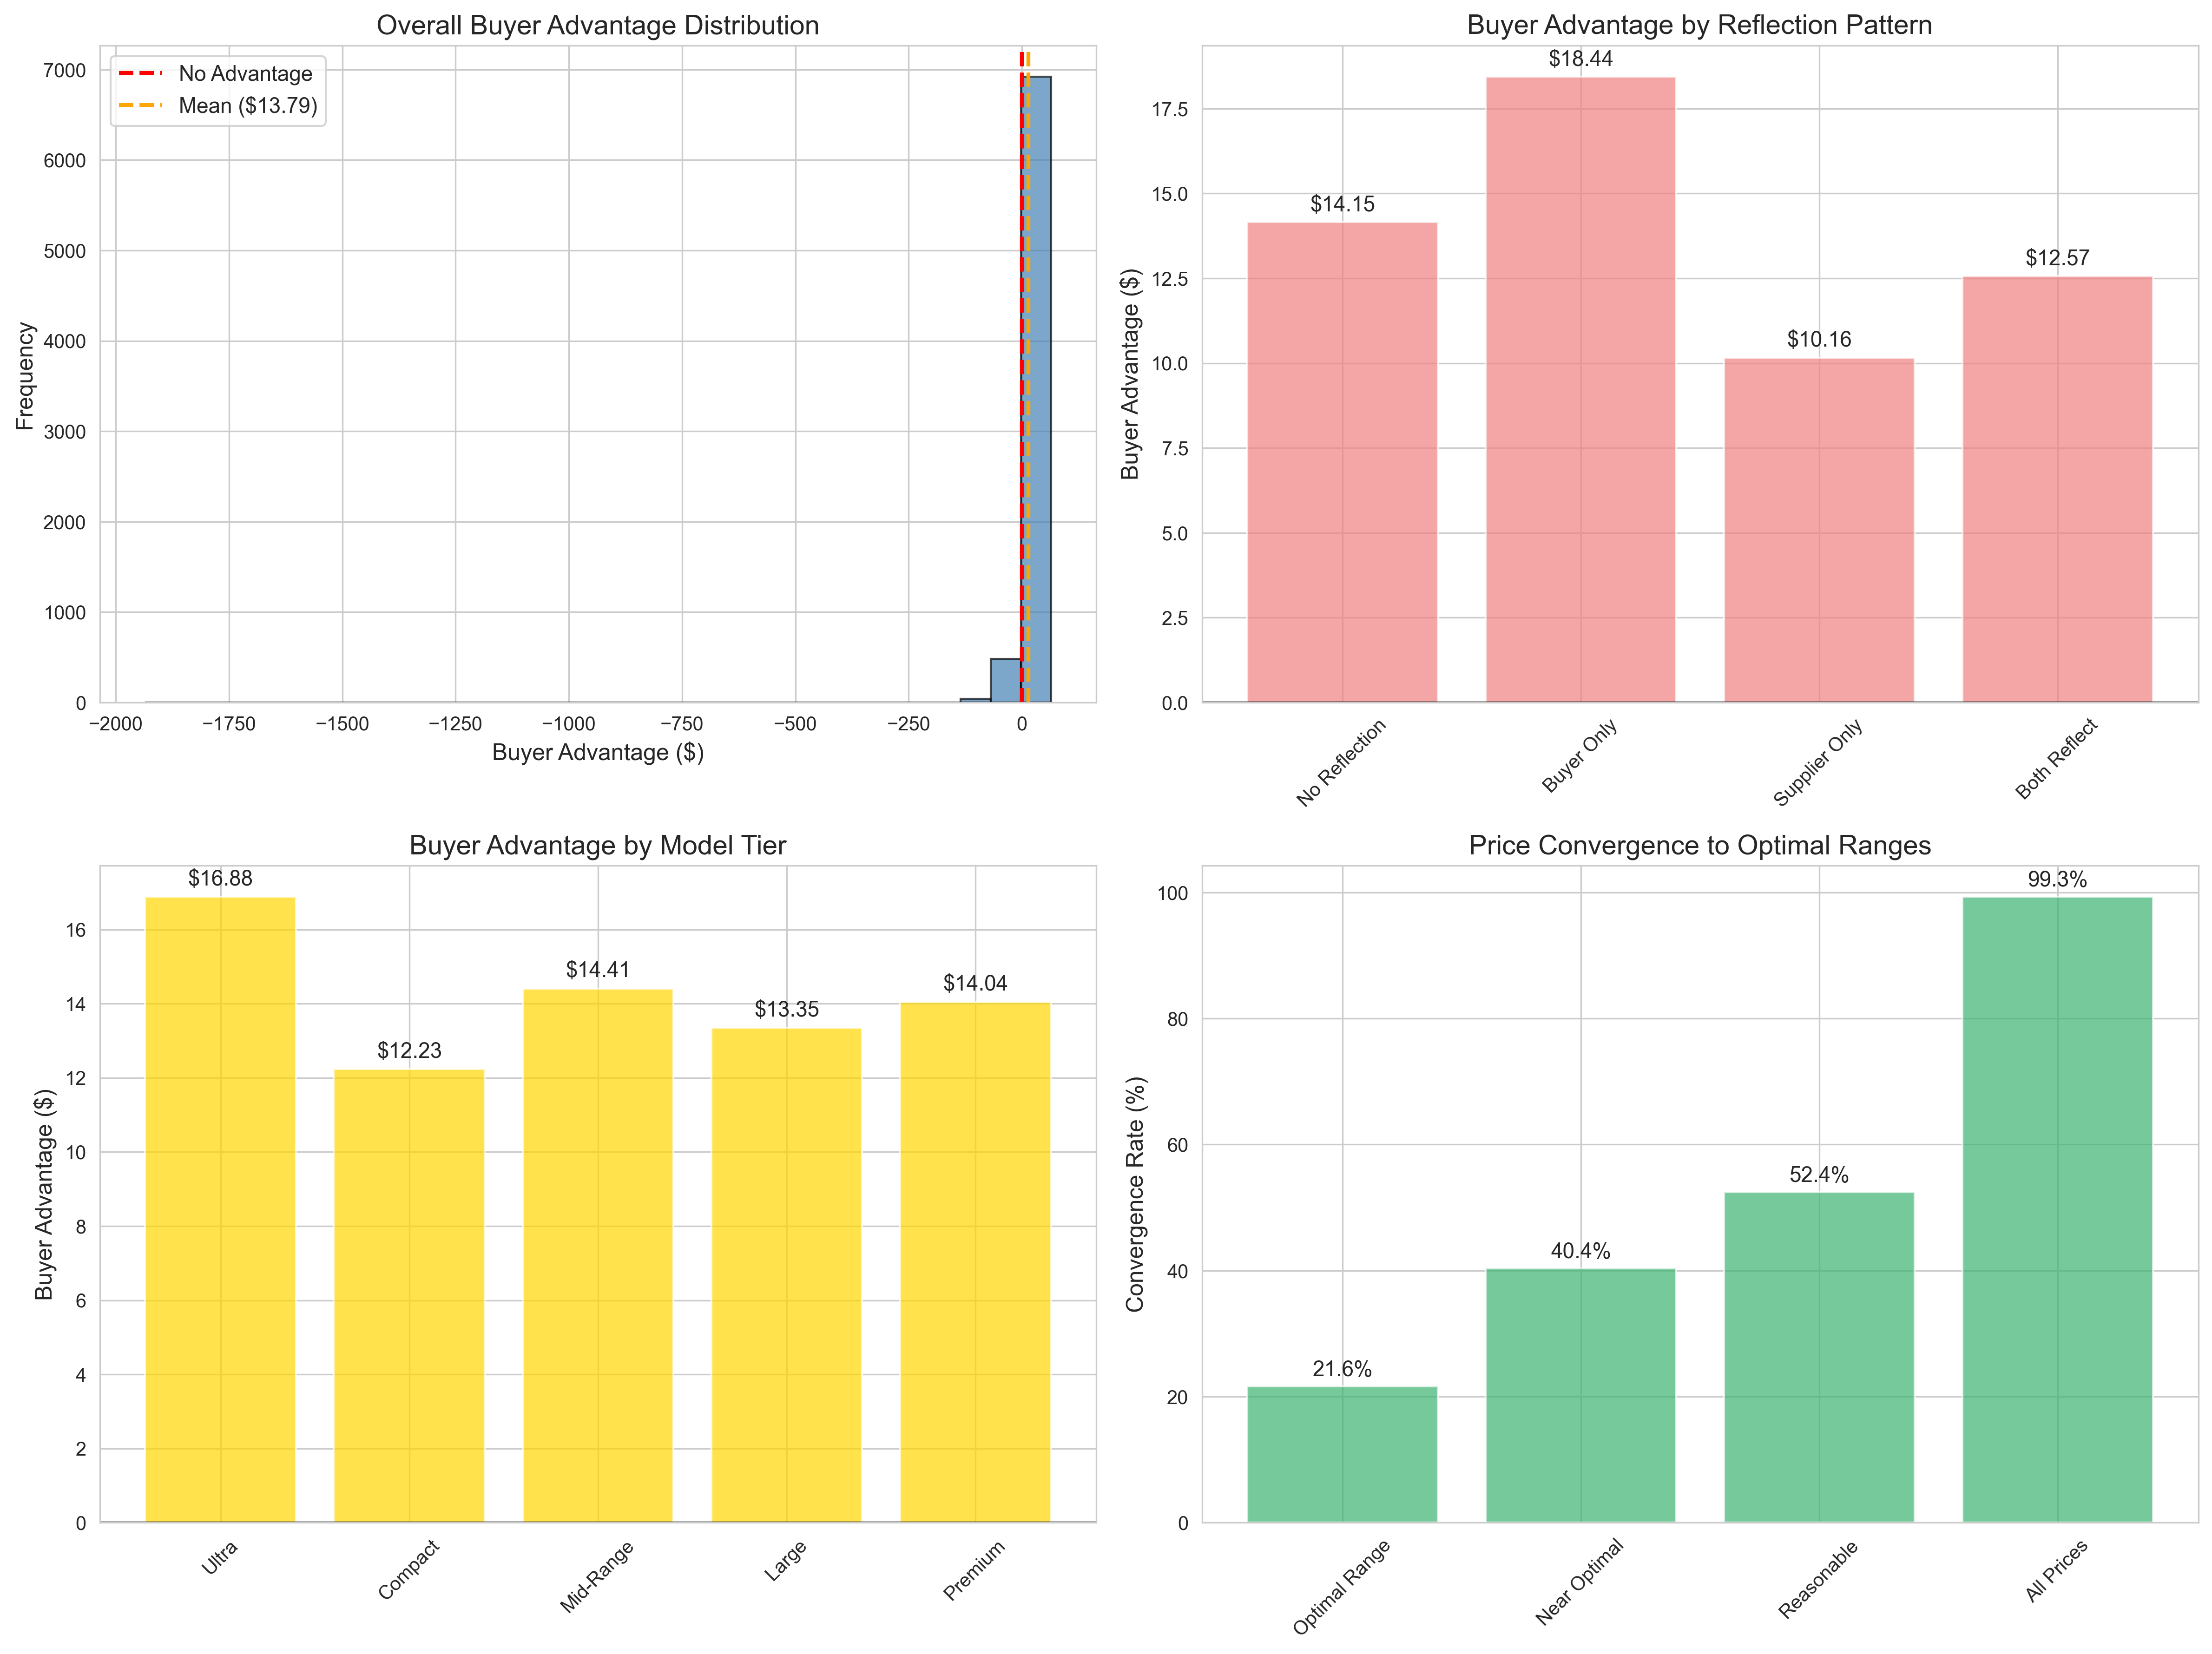 Overall Buyer Advantage Distribution
No Advantage
Mean ($13.79)
7000
6000
5000
4000
3000
2000
1000
0
Frequency
−2000
−1750
−1500
−1250
−1000
−750
−500
−250
0
Buyer Advantage ($)
Buyer Advantage by Reflection Pattern
$18.44
$14.15
$12.57
$10.16
17.5
15.0
12.5
10.0
7.5
5.0
2.5
0.0
Buyer Advantage ($)
No Reflection
Buyer Only
Supplier Only
Both Reflect
Buyer Advantage by Model Tier
$16.88
$12.23
$14.41
$13.35
$14.04
16
14
12
10
8
6
4
2
0
Buyer Advantage ($)
Ultra
Compact
Mid-Range
Large
Premium
Price Convergence to Optimal Ranges
99.3%
52.4%
40.4%
21.6%
100
80
60
40
20
0
Convergence Rate (%)
Optimal Range
Near Optimal
Reasonable
All Prices